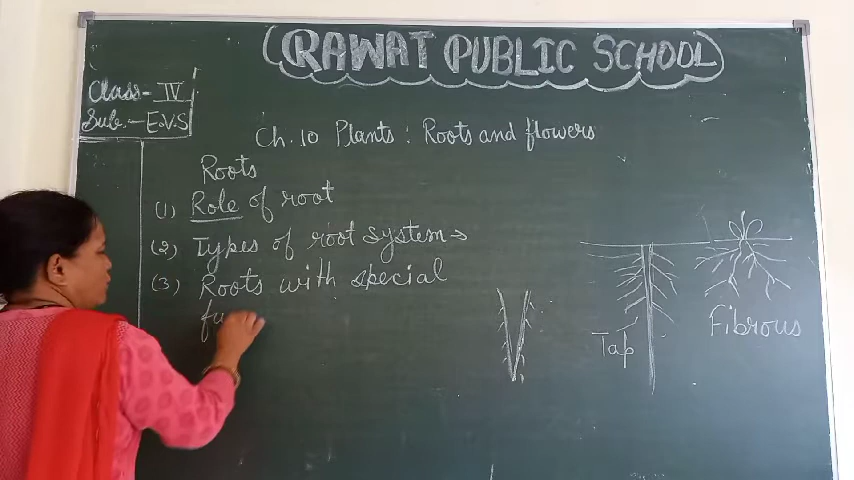 RAWAT PUBLIC SCHOOL
Class- IV
Sub.- E.V.S
Ch. 10 Plants : Roots and flowers
Roots
(1) Role of root
(2) Types of root system→
(3) Roots with special
fu
Tap
Fibrous